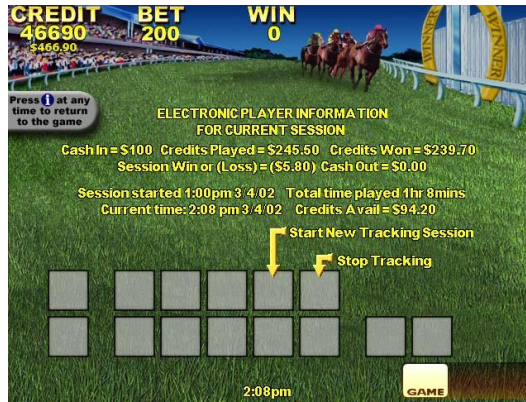 CREDIT BET WIN
46690 200 0
$466.90
WINNER WINNER
Press i at any
time to return
to the game
ELECTRONIC PLAYER INFORMATION
FOR CURRENT SESSION
Cash In = $100 Credits Played = $245.50 Credits Won = $239.70
Session Win or (Loss) = ($5.80) Cash Out = $0.00
Session started 1:00pm 3/4/02 Total time played 1hr 8mins
Current time: 2:08 pm 3/4/02 Credits Avail = $94.20
Start New Tracking Session
Stop Tracking
2:08pm
GAME